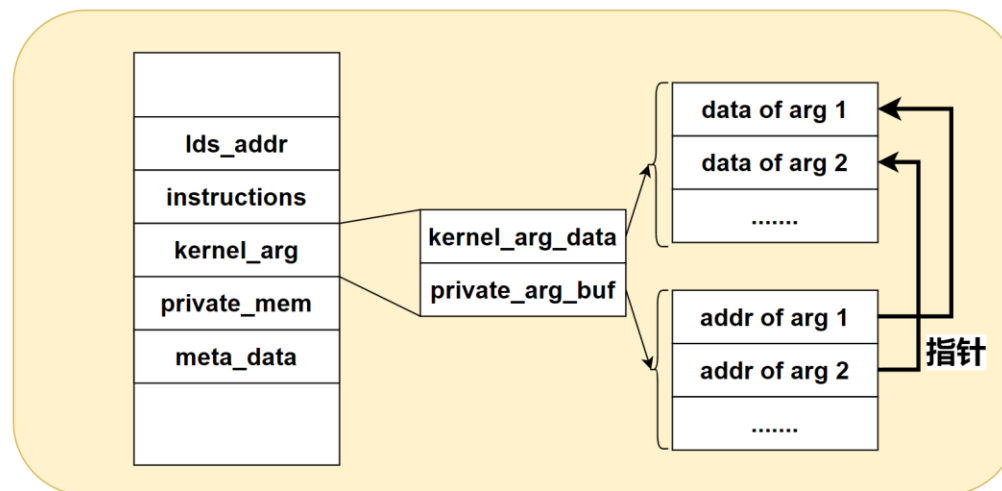 lds_addr
instructions
kernel_arg
private_mem
meta_data
kernel_arg_data
private_arg_buf
data of arg 1
data of arg 2
.......
addr of arg 1
addr of arg 2
.......
指针